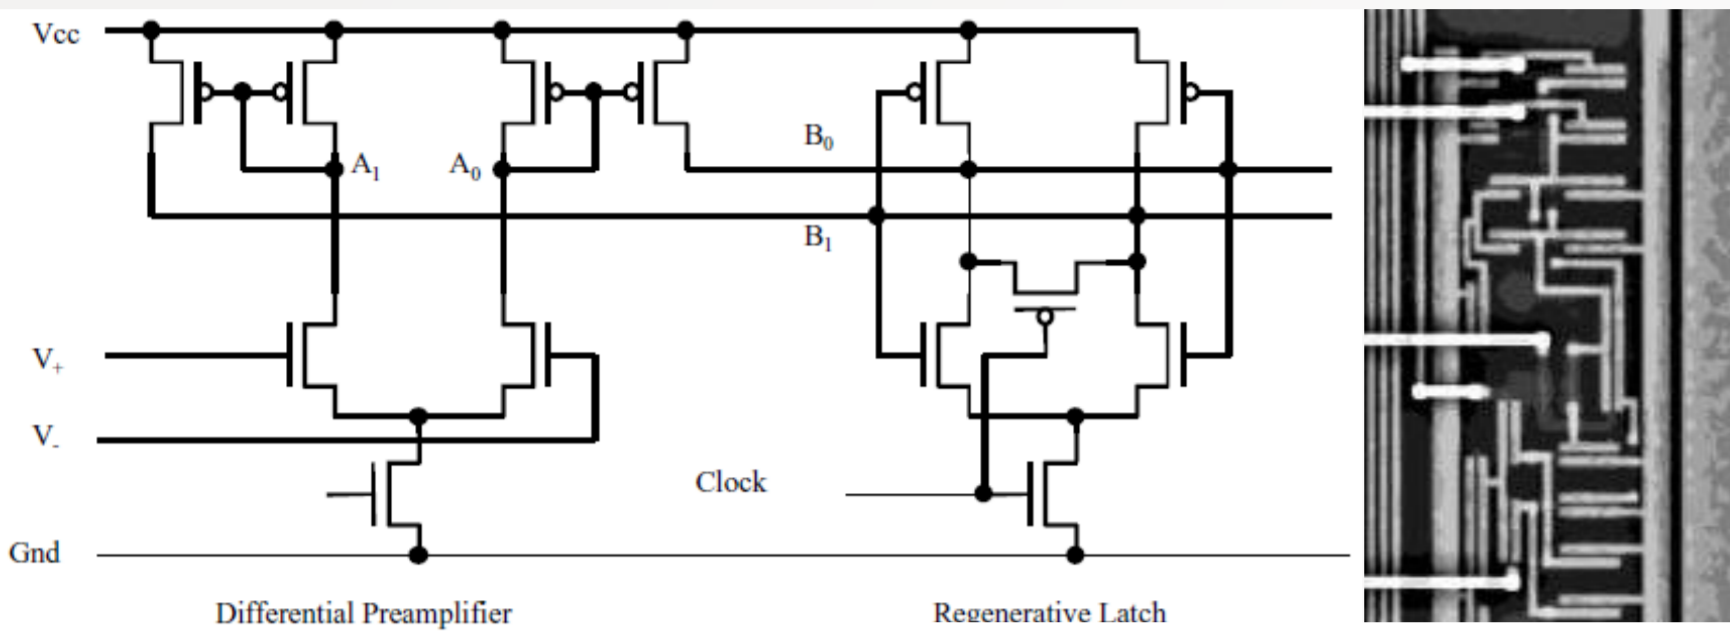 Vcc
B₀
A₁
A₀
B₁
V₊
V₋
Clock
Gnd
Differential Preamplifier
Regenerative Latch